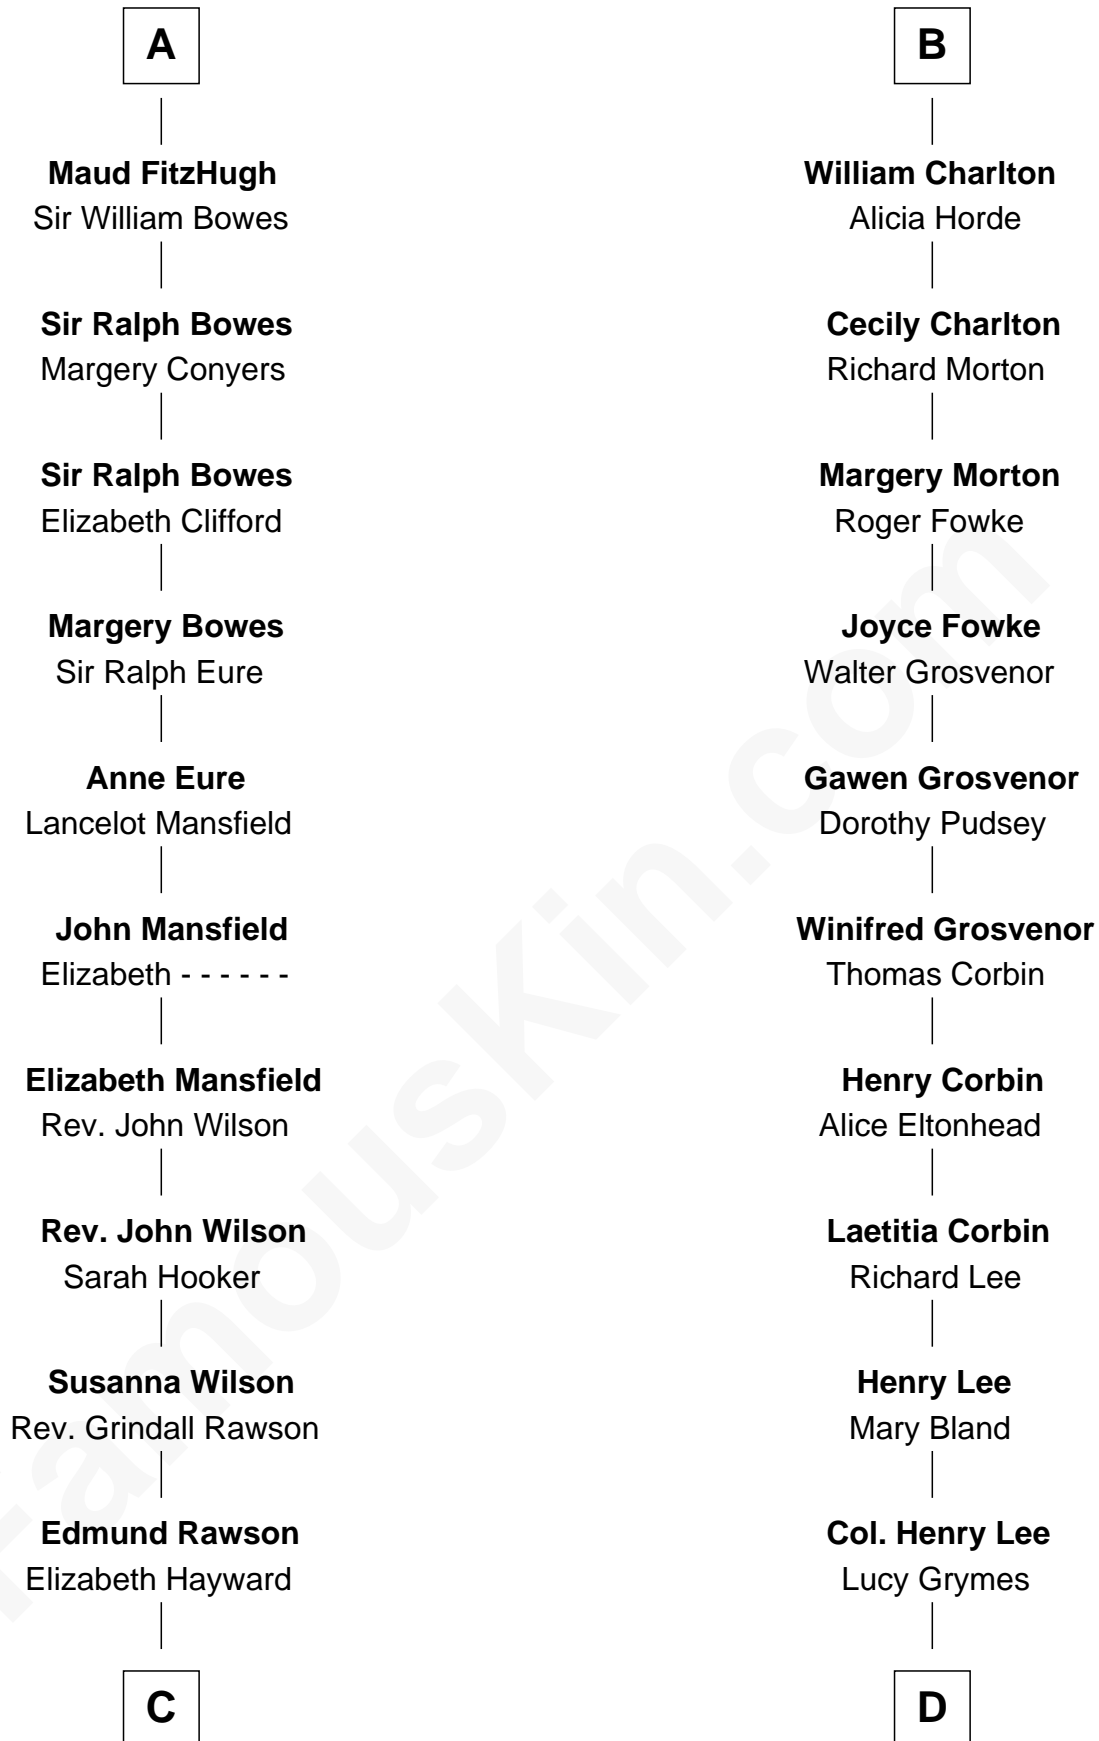 A
Maud FitzHugh
Sir William Bowes
Sir Ralph Bowes
Margery Conyers
Sir Ralph Bowes
Elizabeth Clifford
Margery Bowes
Sir Ralph Eure
Anne Eure
Lancelot Mansfield
John Mansfield
Elizabeth - - - - - -
Elizabeth Mansfield
Rev. John Wilson
Rev. John Wilson
Sarah Hooker
Susanna Wilson
Rev. Grindall Rawson
Edmund Rawson
Elizabeth Hayward
C
B
William Charlton
Alicia Horde
Cecily Charlton
Richard Morton
Margery Morton
Roger Fowke
Joyce Fowke
Walter Grosvenor
Gawen Grosvenor
Dorothy Pudsey
Winifred Grosvenor
Thomas Corbin
Henry Corbin
Alice Eltonhead
Laetitia Corbin
Richard Lee
Henry Lee
Mary Bland
Col. Henry Lee
Lucy Grymes
D
FamousKin.com